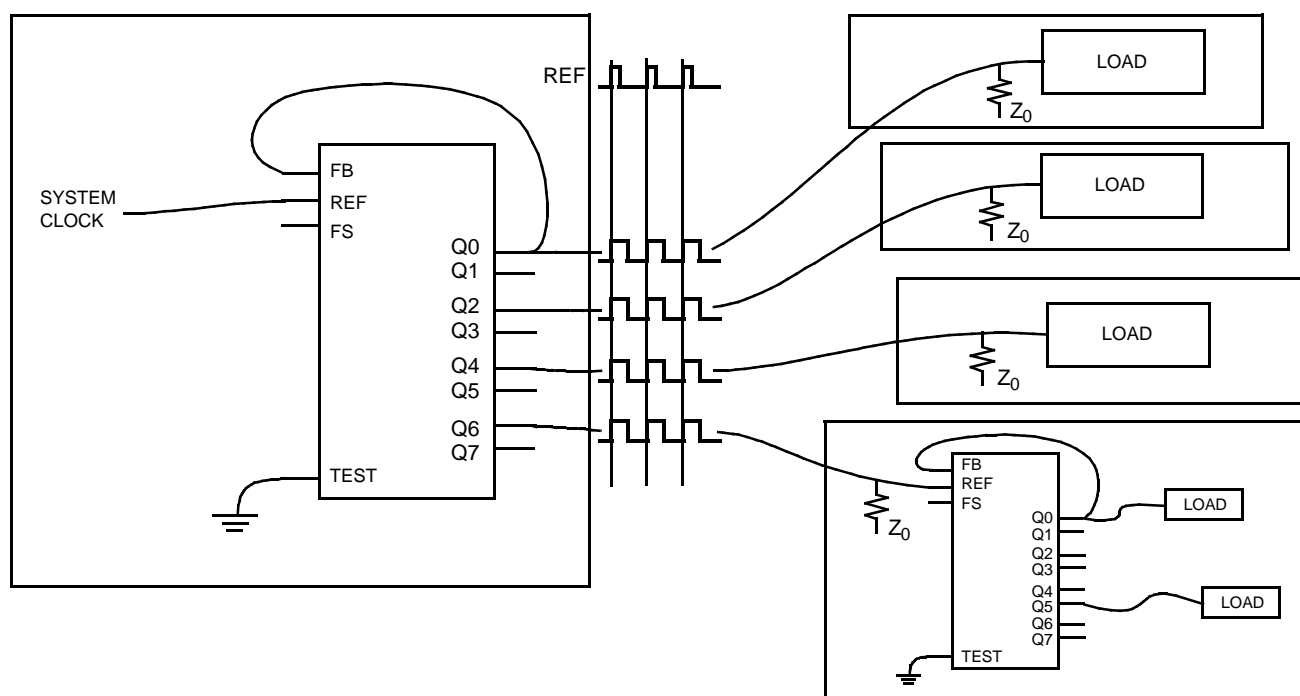 REF
LOAD
Z0
LOAD
Z0
LOAD
Z0
SYSTEM
CLOCK
FB
REF
FS
Q0
Q1
Q2
Q3
Q4
Q5
Q6
Q7
TEST
FB
REF
FS
Z0
Q0
Q1
Q2
Q3
Q4
Q5
Q6
Q7
TEST
LOAD
LOAD